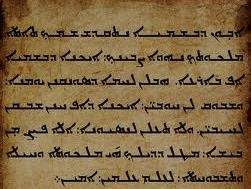 ܐܒܘܢ ܕܒܫܡܝܐ ܢܬܩܕܫ ܫܡܟ ܬܐܬܐ
ܡܠܟܘܬܟ ܢܗܘܐ ܨܒܝܢܟ ܐܝܟܢܐ ܕܒܫܡܝܐ
ܐܦ ܒܐܪܥܐ ܗܒ ܠܢ ܠܚܡܐ ܕܣܘܢܩܢܢ ܝܘܡܢܐ
ܘܫܒܘܩ ܠܢ ܚܘܒܝܢ ܐܝܟܢܐ ܕܐܦ ܚܢܢ ܫܒܩܢ
ܠܚܝܒܝܢ ܘܠܐ ܬܥܠܢ ܠܢܣܝܘܢܐ ܐܠܐ ܦܨܢ ܡܢ
ܒܝܫܐ ܡܛܠ ܕܕܝܠܟ ܗܝ ܡܠܟܘܬܐ ܘܚܝܠܐ
ܘܬܫܒܘܚܬܐ ܠܥܠܡ ܥܠܡܝܢ ܐܡܝܢ